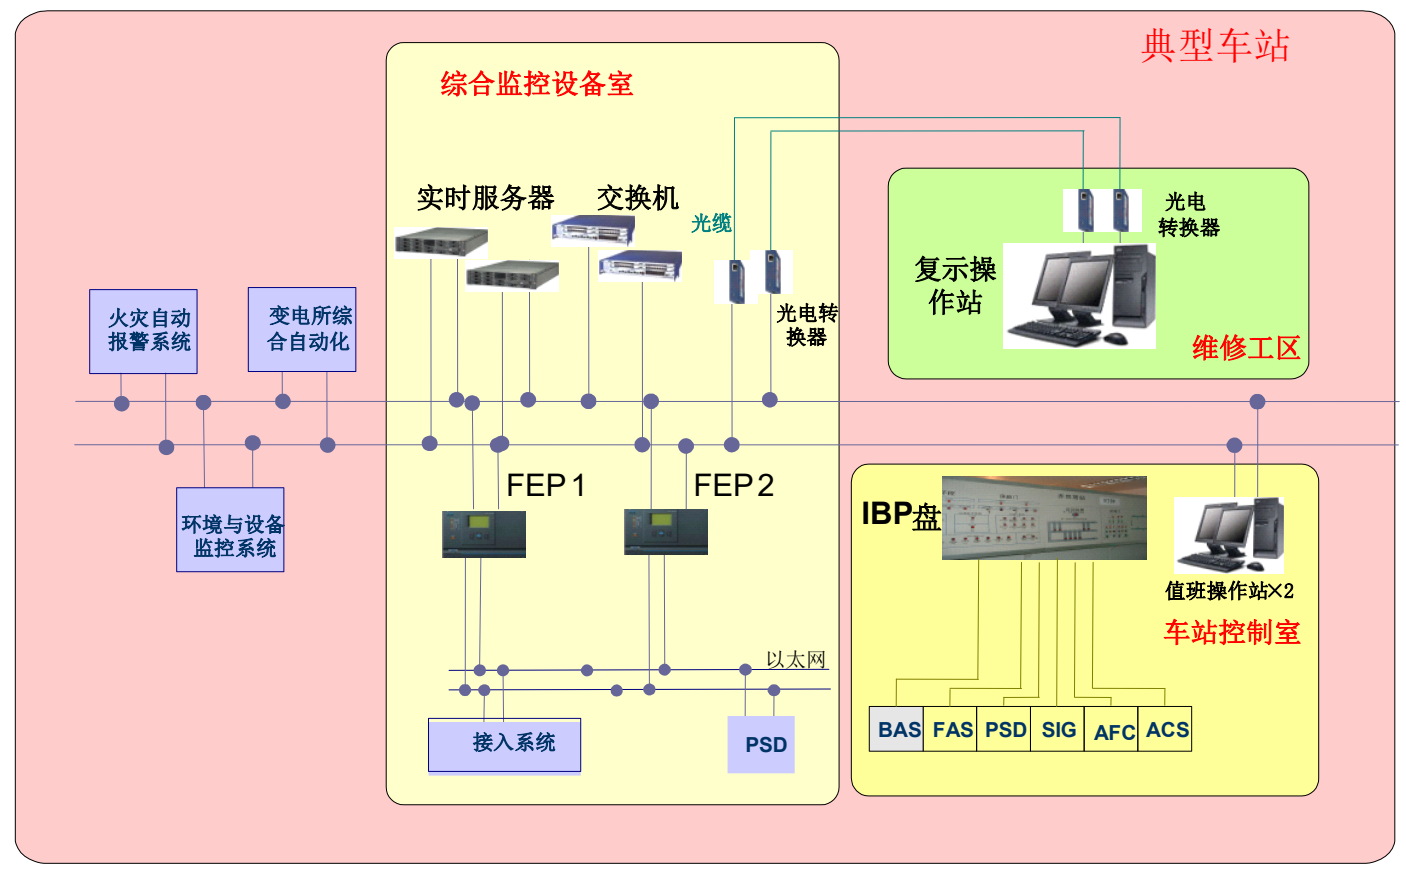 典型车站
综合监控设备室
实时服务器
交换机
光缆
光电转
换器
光电
转换器
复示操
作站
维修工区
火灾自动
报警系统
变电所综
合自动化
环境与设备
监控系统
FEP1
FEP2
以太网
接入系统
PSD
IBP盘
值班操作站×2
车站控制室
BAS
FAS
PSD
SIG
AFC
ACS